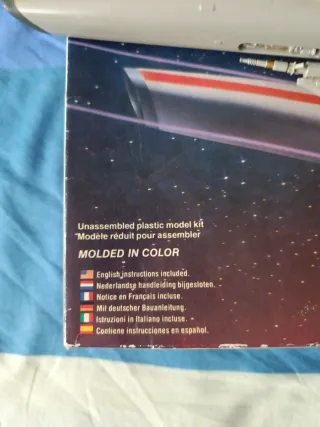 Unassembled plastic model kit
Modèle réduit pour assembler
MOLDED IN COLOR
English instructions included.
Nederlandse handleiding bijgesloten.
Notice en Français incluse.
Mit deutscher Bauanleitung.
Istruzioni in Italiano incluse.
Contiene instrucciones en español.